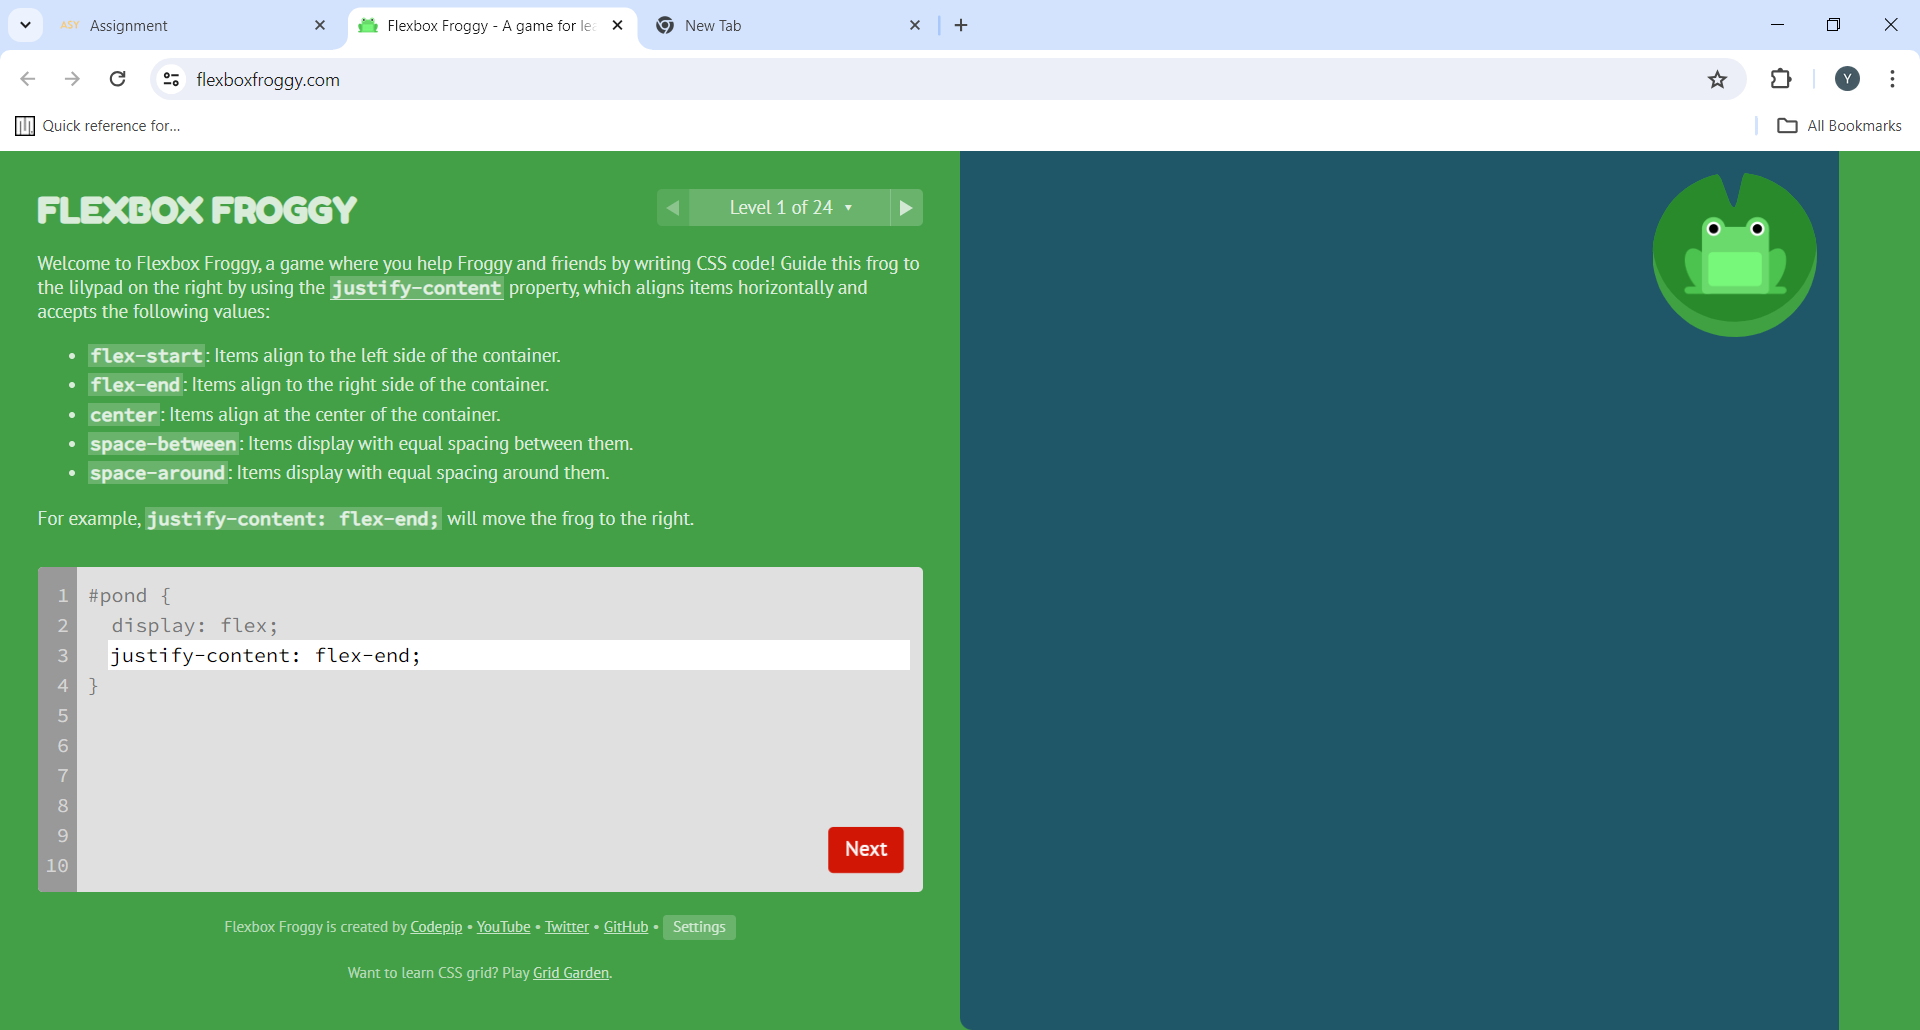 ASY Assignment
Flexbox Froggy - A game for lea
New Tab
flexboxfroggy.com
Y
Quick reference for...
All Bookmarks
FLEXBOX FROGGY
Level 1 of 24
Welcome to Flexbox Froggy, a game where you help Froggy and friends by writing CSS code! Guide this frog to
the lilypad on the right by using the justify-content property, which aligns items horizontally and
accepts the following values:
• flex-start: Items align to the left side of the container.
• flex-end: Items align to the right side of the container.
• center: Items align at the center of the container.
• space-between: Items display with equal spacing between them.
• space-around: Items display with equal spacing around them.
For example, justify-content: flex-end; will move the frog to the right.
1 #pond {
2 display: flex;
3 justify-content: flex-end;
4 }
5
6
7
8
9
10
Next
Flexbox Froggy is created by Codepip • YouTube • Twitter • GitHub • Settings
Want to learn CSS grid? Play Grid Garden.